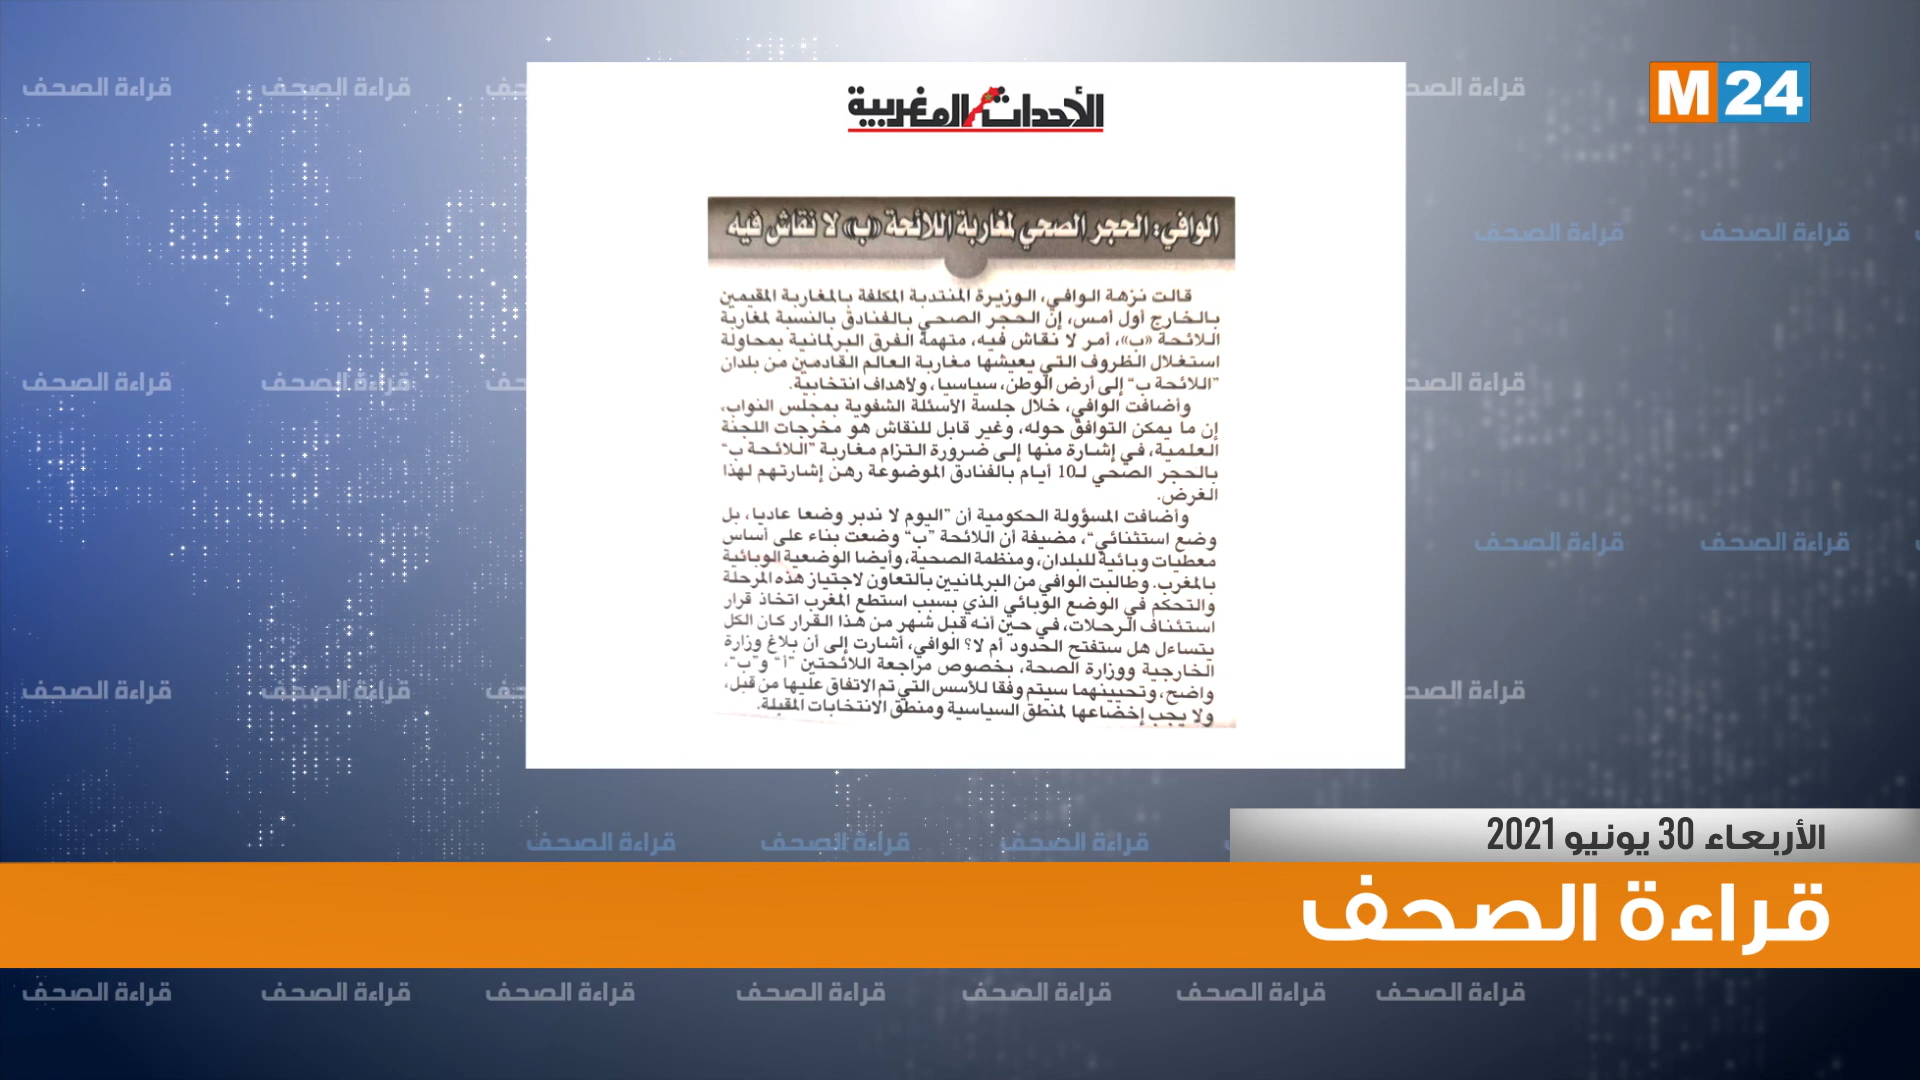 M24
الأحداث المغربية
الوافي: الحجر الصحي لمغاربة اللائحة «ب» لا نقاش فيه
قالت نزهة الوافي، الوزيرة المنتدبة المكلفة بالمغاربة المقيمين
بالخارج أول أمس، إن الحجر الصحي بالفنادق بالنسبة لمغاربة
اللائحة «ب»، أمر لا نقاش فيه، متهمة الفرق البرلمانية بمحاولة
استغلال الظروف التي يعيشها مغاربة العالم القادمين من بلدان
"اللائحة ب" إلى أرض الوطن، سياسيا، ولأهداف انتخابية.
وأضافت الوافي، خلال جلسة الأسئلة الشفوية بمجلس النواب،
إن ما يمكن التوافق حوله، وغير قابل للنقاش هو مخرجات اللجنة
العلمية، في إشارة منها إلى ضرورة التزام مغاربة "اللائحة ب"
بالحجر الصحي لـ10 أيام بالفنادق الموضوعة رهن إشارتهم لهذا
الغرض.
وأضافت المسؤولة الحكومية أن "اليوم لا ندبر وضعا عاديا، بل
وضع استثنائي"، مضيفة أن اللائحة "ب" وضعت بناء على أساس
معطيات وبائية للبلدان، ومنظمة الصحية، وأيضا الوضعية الوبائية
بالمغرب. وطالبت الوافي من البرلمانيين بالتعاون لاجتياز هذه المرحلة
والتحكم في الوضع الوبائي الذي بسبب استطع المغرب اتخاذ قرار
استئناف الرحلات، في حين أنه قبل شهر من هذا القرار كان الكل
يتساءل هل ستفتح الحدود أم لا؟ الوافي، أشارت إلى أن بلاغ وزارة
الخارجية ووزارة الصحة، بخصوص مراجعة اللائحتين "أ" و"ب"،
واضح، وتحيينهما سيتم وفقا للأسس التي تم الاتفاق عليها من قبل،
ولا يجب إخضاعها لمنطق السياسية ومنطق الانتخابات المقبلة.
الأربعاء 30 يونيو 2021
قراءة الصحف